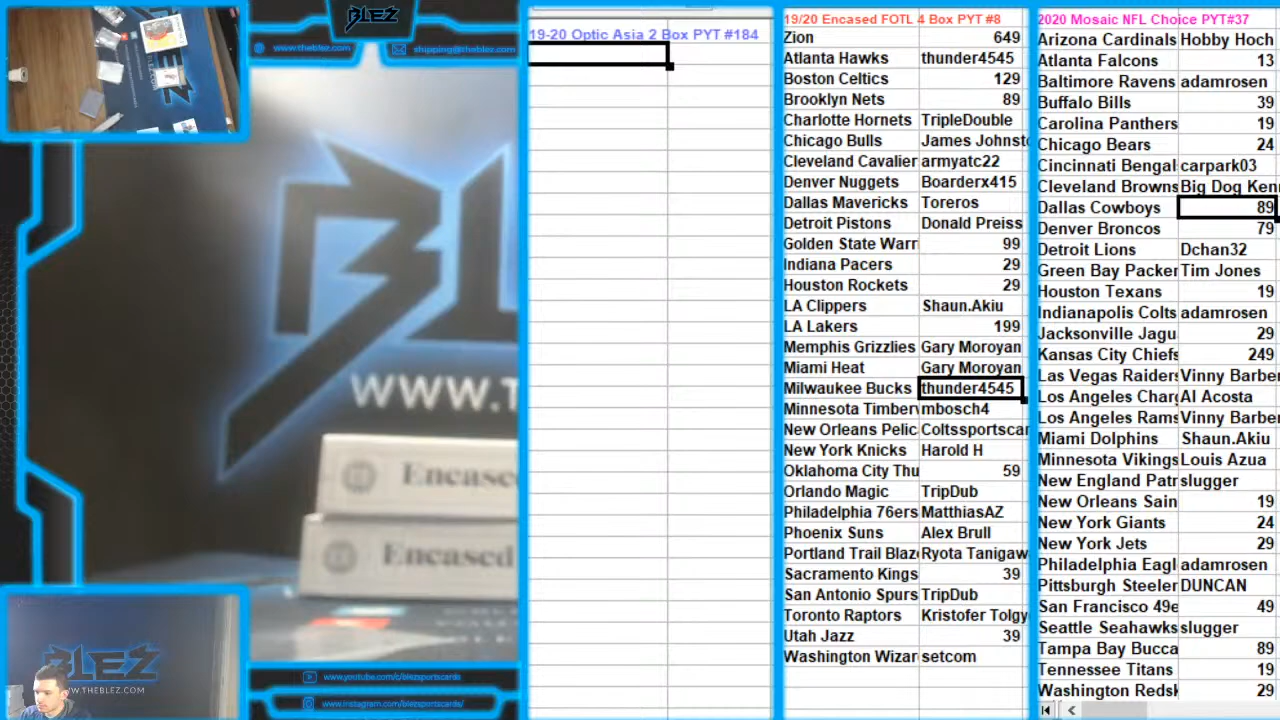 BLEZ
www.theblez.com
shipping@theblez.com
WWW.T
Encased
Encased
BLEZ
WWW.THEBLEZ.COM
www.youtube.com/c/blezsportscards
www.instagram.com/blezsportscards/
19-20 Optic Asia 2 Box PYT #184
19/20 Encased FOTL 4 Box PYT #8
Zion 649
Atlanta Hawks thunder4545
Boston Celtics 129
Brooklyn Nets 89
Charlotte Hornets TripleDouble
Chicago Bulls James Johnsto
Cleveland Cavalier armyatc22
Denver Nuggets Boarderx415
Dallas Mavericks Toreros
Detroit Pistons Donald Preiss
Golden State Warr 99
Indiana Pacers 29
Houston Rockets 29
LA Clippers Shaun.Akiu
LA Lakers 199
Memphis Grizzlies Gary Moroyan
Miami Heat Gary Moroyan
Milwaukee Bucks thunder4545
Minnesota Timberv mbosch4
New Orleans Pelic Coltssportscar
New York Knicks Harold H
Oklahoma City Thu 59
Orlando Magic TripDub
Philadelphia 76ers MatthiasAZ
Phoenix Suns Alex Brull
Portland Trail Blaz Ryota Tanigaw
Sacramento Kings 39
San Antonio Spurs TripDub
Toronto Raptors Kristofer Tolgy
Utah Jazz 39
Washington Wizar setcom
2020 Mosaic NFL Choice PYT#37
Arizona Cardinals Hobby Hoch
Atlanta Falcons 13
Baltimore Ravens adamrosen
Buffalo Bills 39
Carolina Panthers 19
Chicago Bears 24
Cincinnati Bengal carpark03
Cleveland Browns Big Dog Ken
Dallas Cowboys 89
Denver Broncos 79
Detroit Lions Dchan32
Green Bay Packer Tim Jones
Houston Texans 19
Indianapolis Colts adamrosen
Jacksonville Jagu 29
Kansas City Chiefs 249
Las Vegas Raiders Vinny Barber
Los Angeles Charg Al Acosta
Los Angeles Rams Vinny Barber
Miami Dolphins Shaun.Akiu
Minnesota Vikings Louis Azua
New England Patr slugger
New Orleans Sain 19
New York Giants 24
New York Jets 29
Philadelphia Eagl adamrosen
Pittsburgh Steeler DUNCAN
San Francisco 49e 49
Seattle Seahawks slugger
Tampa Bay Bucca 89
Tennessee Titans 19
Washington Redsk 29